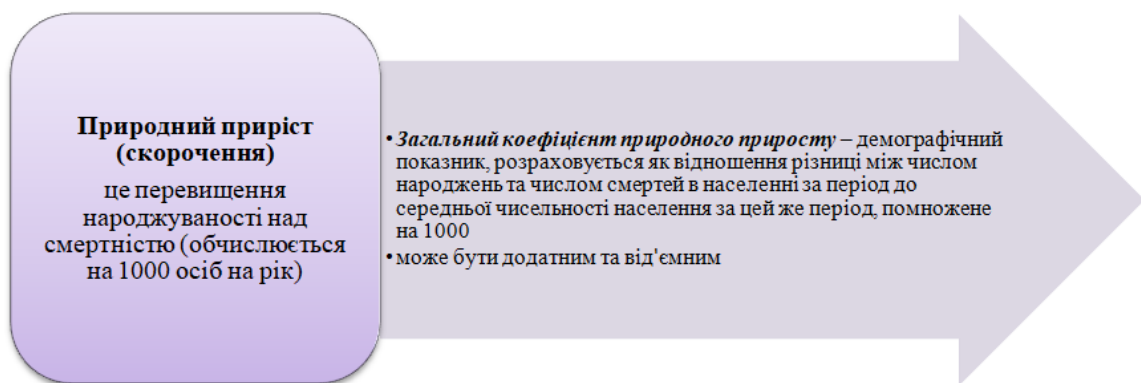 Природний приріст
(скорочення)
це перевищення
народжуваності над
смертністю (обчислюється
на 1000 осіб на рік)
• Загальний коефіцієнт природного приросту – демографічний
показник, розраховується як відношення різниці між числом
народжень та числом смертей в населенні за період до
середньої чисельності населення за цей же період, помножене
на 1000
• може бути додатним та від'ємним